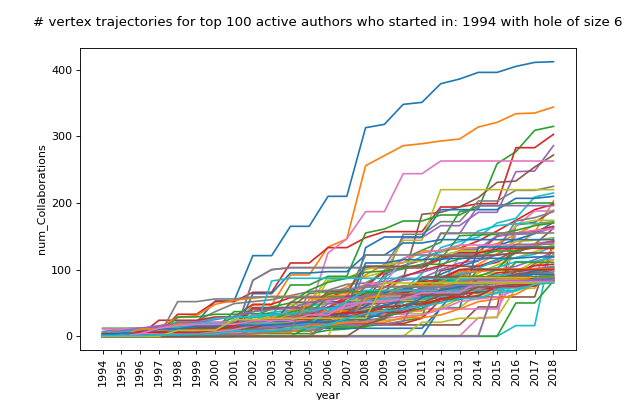 # vertex trajectories for top 100 active authors who started in: 1994 with hole of size 6
400
300
200
100
0
num_Collaborations
1994 1995 1996 1997 1998 1999 2000 2001 2002 2003 2004 2005 2006 2007 2008 2009 2010 2011 2012 2013 2014 2015 2016 2017 2018
year